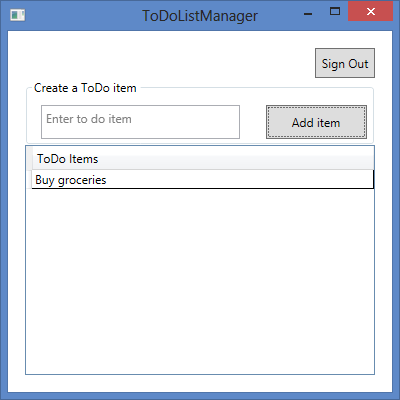 ToDoListManager
Sign Out
Create a ToDo item
Enter to do item
Add item
ToDo Items
Buy groceries